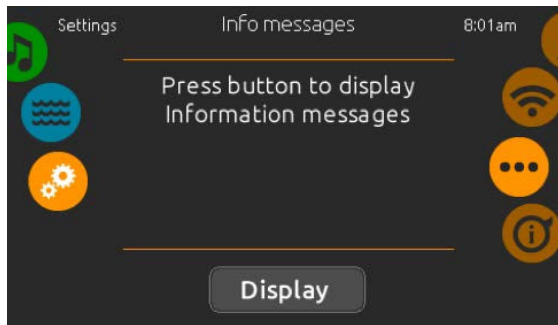 Settings
Info messages
8:01am
Press button to display
Information messages
Display